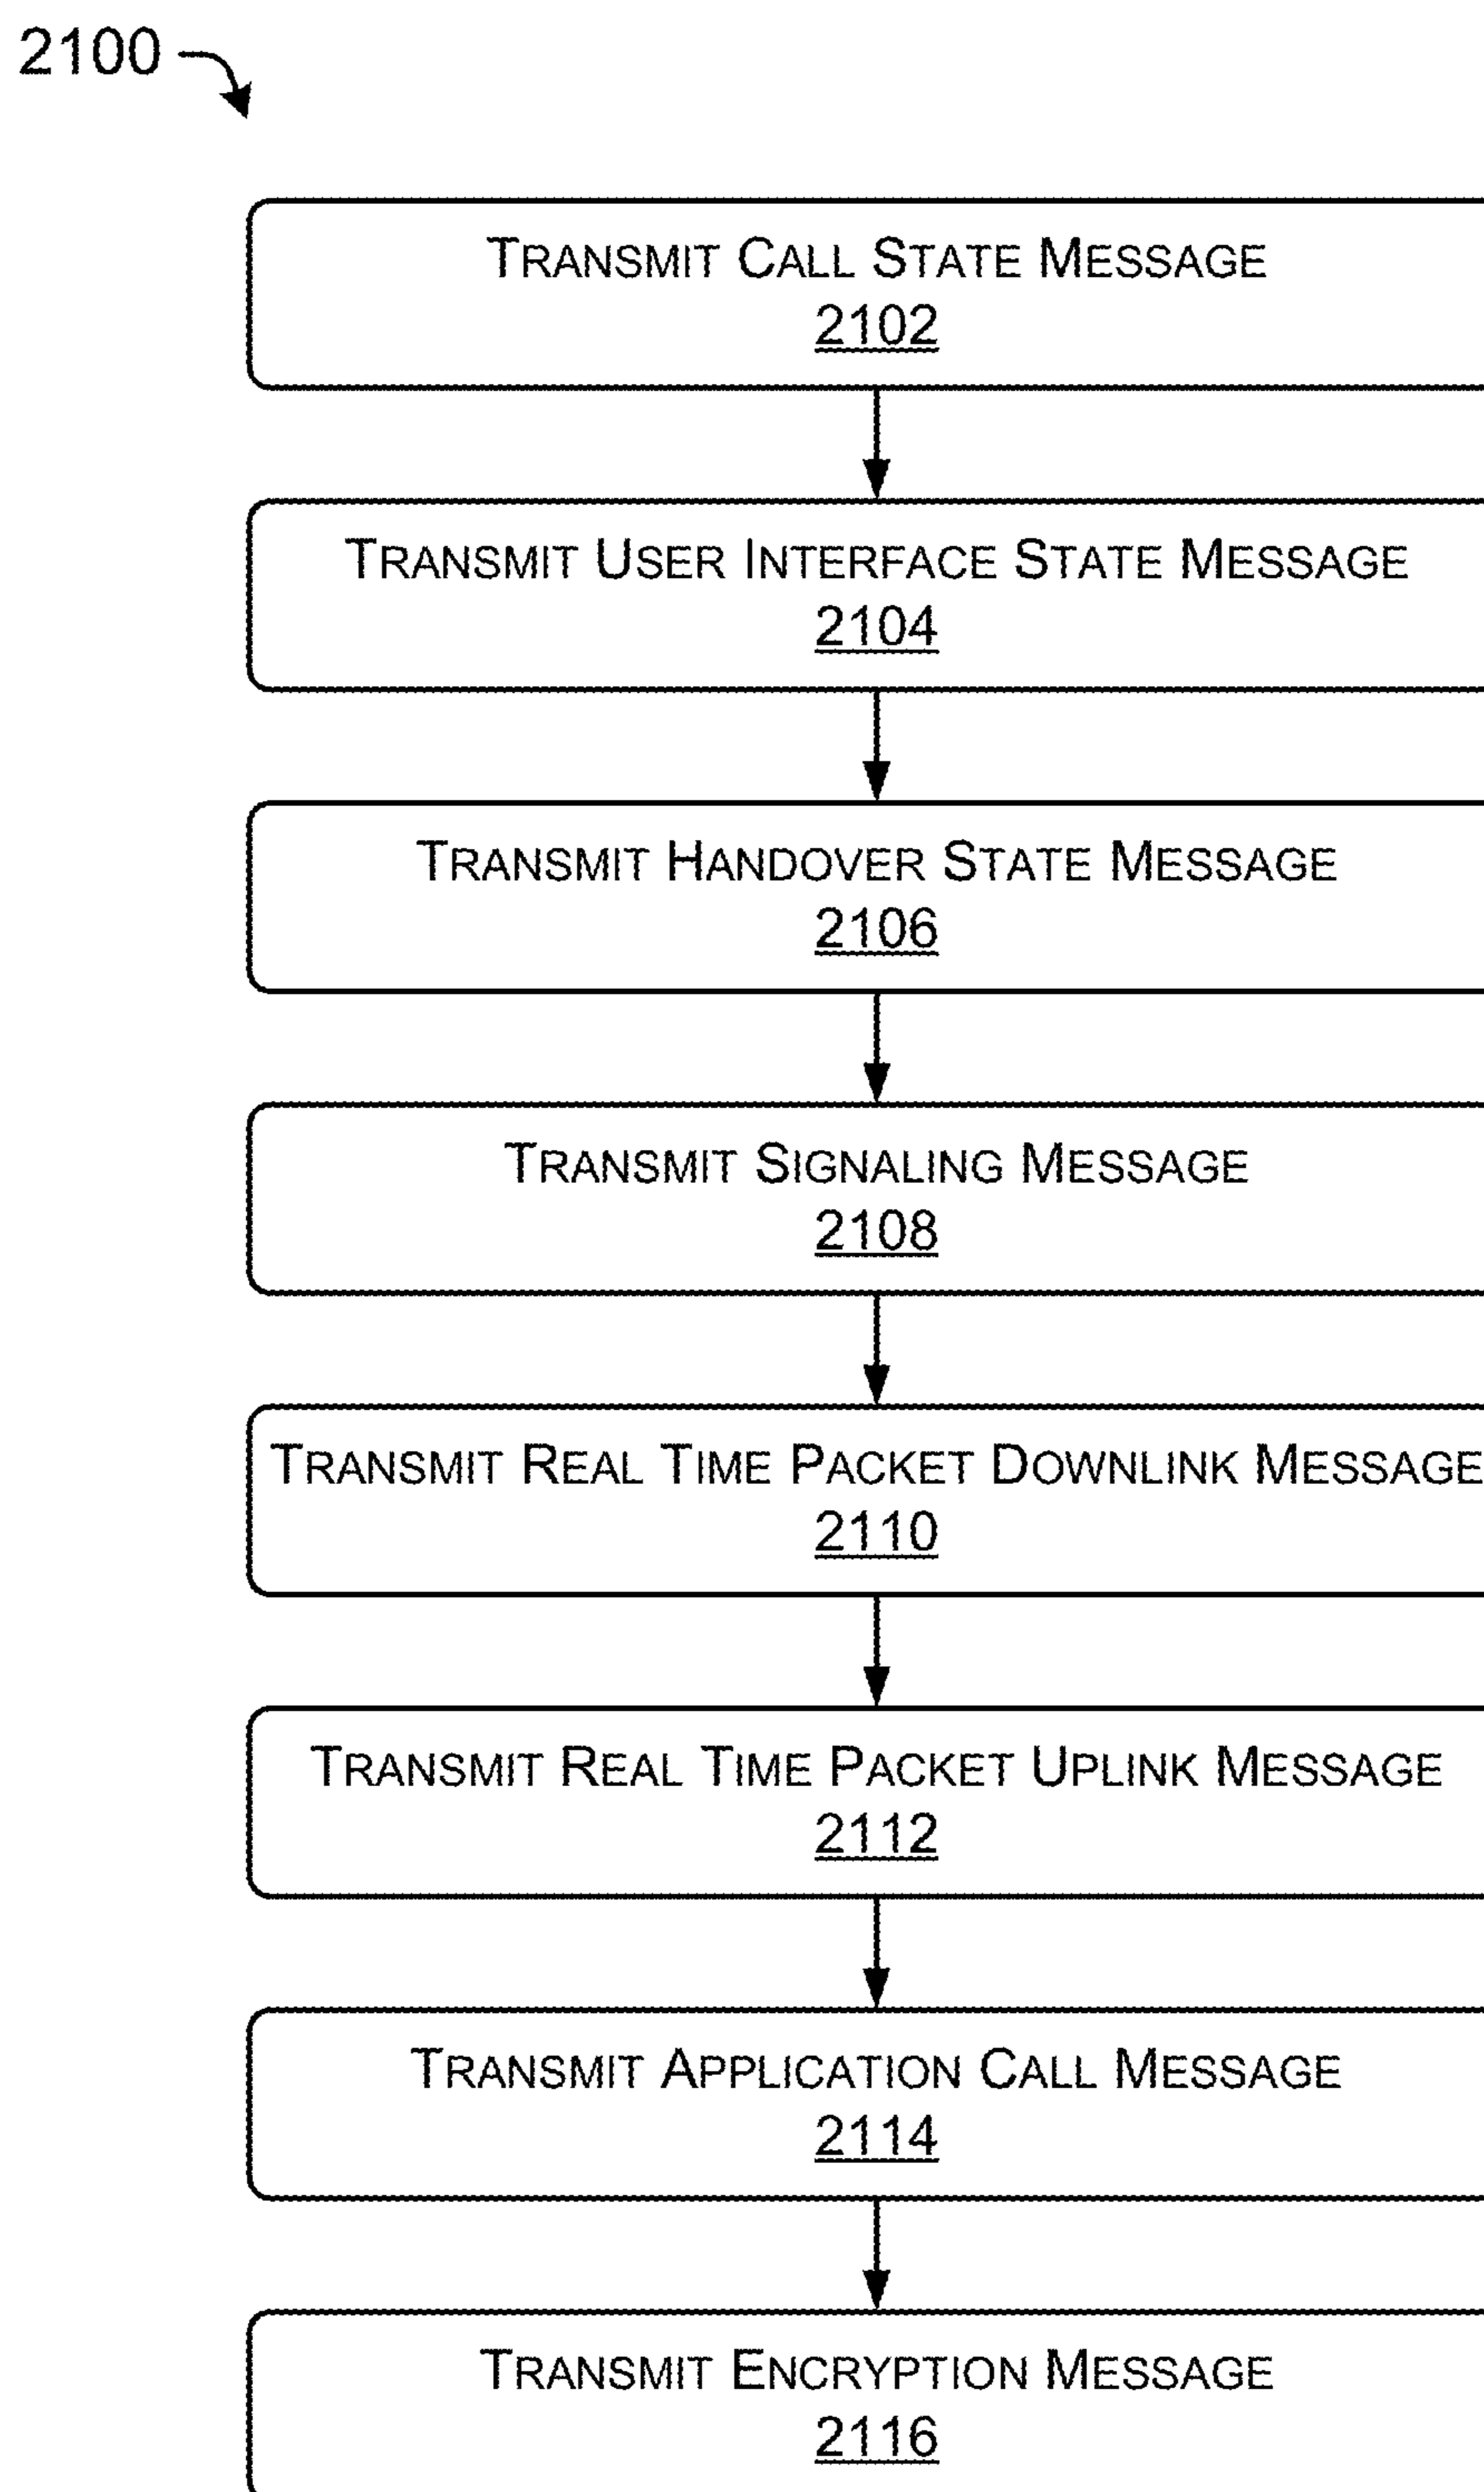 2100
TRANSMIT CALL STATE MESSAGE
2102
TRANSMIT USER INTERFACE STATE MESSAGE
2104
TRANSMIT HANDOVER STATE MESSAGE
2106
TRANSMIT SIGNALING MESSAGE
2108
TRANSMIT REAL TIME PACKET DOWNLINK MESSAGE
2110
TRANSMIT REAL TIME PACKET UPLINK MESSAGE
2112
TRANSMIT APPLICATION CALL MESSAGE
2114
TRANSMIT ENCRYPTION MESSAGE
2116